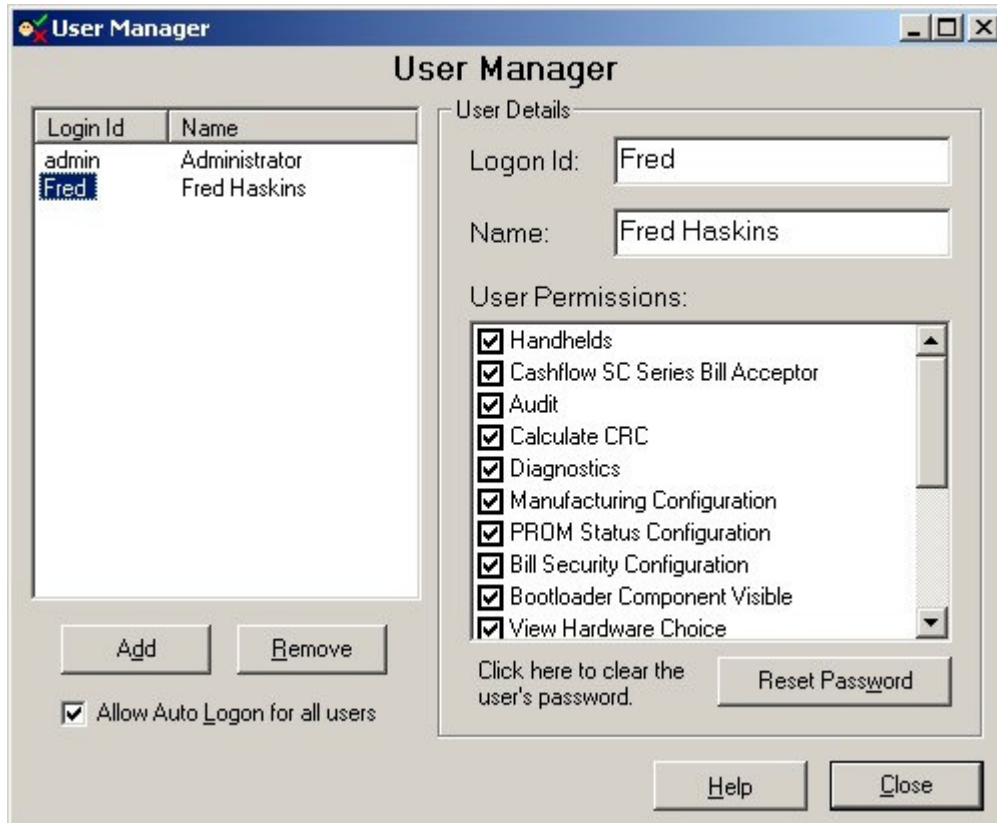 User Manager
User Manager
Login Id Name
admin Administrator
Fred Fred Haskins
Add Remove
Allow Auto Logon for all users
User Details
Logon Id: Fred
Name: Fred Haskins
User Permissions:
Handhelds
Cashflow SC Series Bill Acceptor
Audit
Calculate CRC
Diagnostics
Manufacturing Configuration
PROM Status Configuration
Bill Security Configuration
Bootloader Component Visible
View Hardware Choice
Click here to clear the
user's password.
Reset Password
Help Close